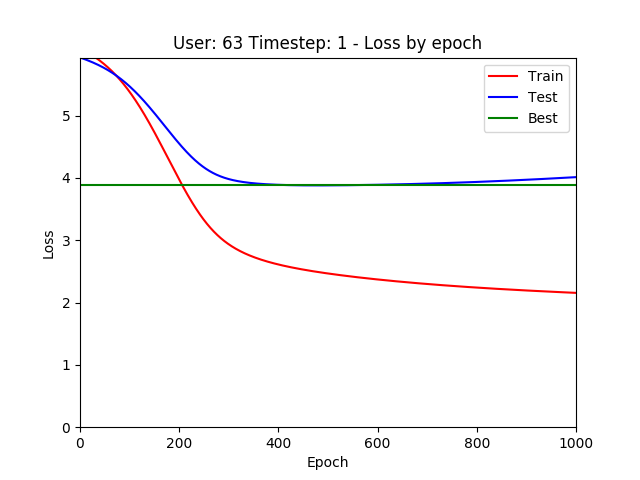 User: 63 Timestep: 1 - Loss by epoch
Train
Test
Best
5
4
3
2
1
0
Loss
0 200 400 600 800 1000
Epoch